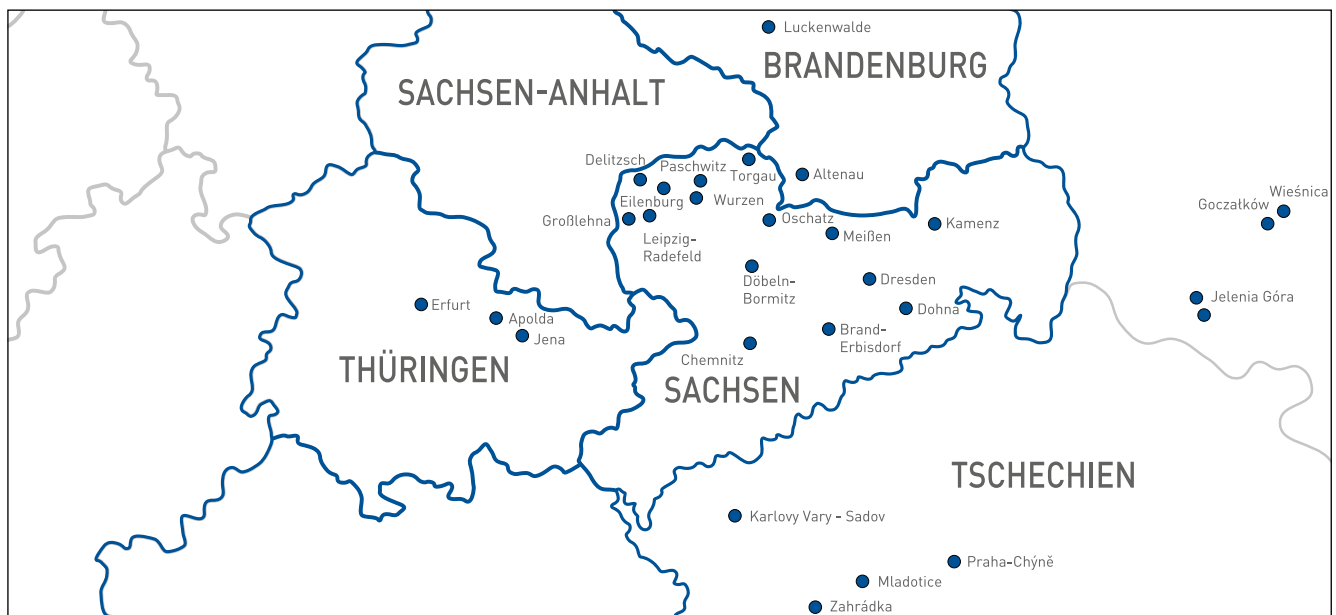 Luckenwalde
BRANDENBURG
SACHSEN-ANHALT
Delitzsch
Paschwitz
Torgau
Altenau
Eilenburg
Wurzen
Großlehna
Oschatz
Leipzig-
Radefeld
Meißen
Kamenz
Wieśnica
Goczałków
Döbeln-
Bormitz
Dresden
Jelenia Góra
Erfurt
Apolda
Jena
Dohna
Brand-
Erbisdorf
Chemnitz
THÜRINGEN
SACHSEN
TSCHECHIEN
Karlovy Vary - Sadov
Praha-Chýně
Mladotice
Zahrádka